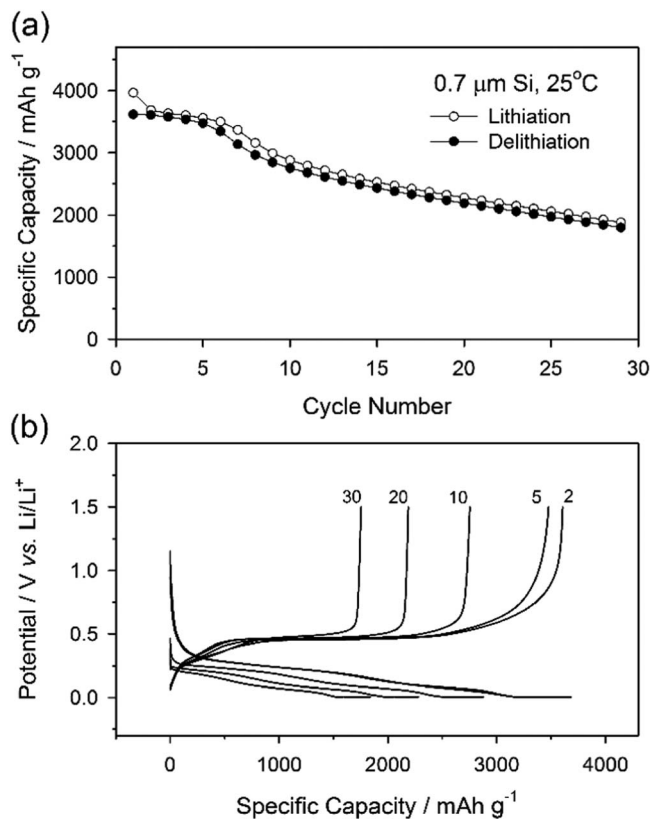 (a)
Specific Capacity / mAh g⁻¹
4000
3000
2000
1000
0
0.7 μm Si, 25°C
Lithiation
Delithiation
0 5 10 15 20 25 30
Cycle Number
(b)
Potential / V vs. Li/Li⁺
2.0
1.5
1.0
0.5
0.0
30 20 10 5 2
0 1000 2000 3000 4000
Specific Capacity / mAh g⁻¹